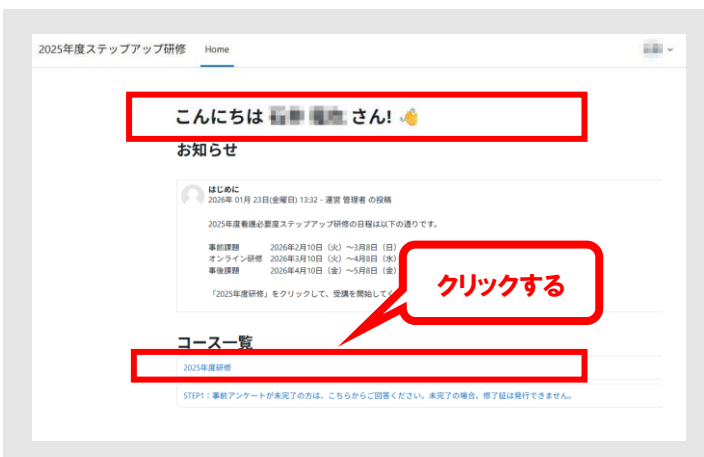 2025年度ステップアップ研修 Home
こんにちは さん! 👏
お知らせ
はじめに
2026年 01月 23日(金曜日) 13:32 - 運営 管理者 の投稿
2025年度看護必要度ステップアップ研修の日程は以下の通りです。
事前課題 2026年2月10日（火）～3月8日（日）
オンライン研修 2026年3月10日（火）～4月8日（水）
事後課題 2026年4月10日（金）～5月8日（金）
「2025年度研修」をクリックして、受講を開始してく
クリックする
コース一覧
2025年度研修
STEP1：事前アンケートが未完了の方は、こちらからご回答ください。未完了の場合、修了証は発行できません。